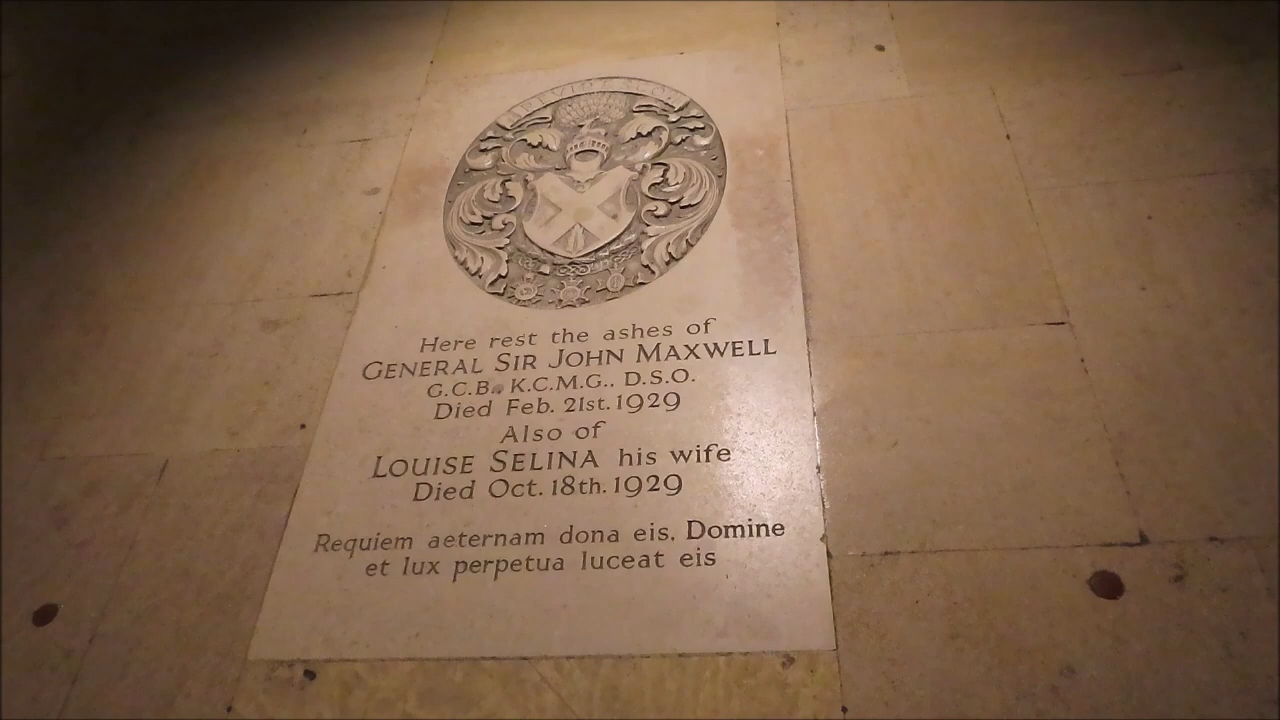 Here rest the ashes of
GENERAL SIR JOHN MAXWELL
G.C.B., K.C.M.G., D.S.O.
Died Feb. 21st. 1929
Also of
LOUISE SELINA his wife
Died Oct. 18th. 1929
Requiem aeternam dona eis, Domine
et lux perpetua luceat eis